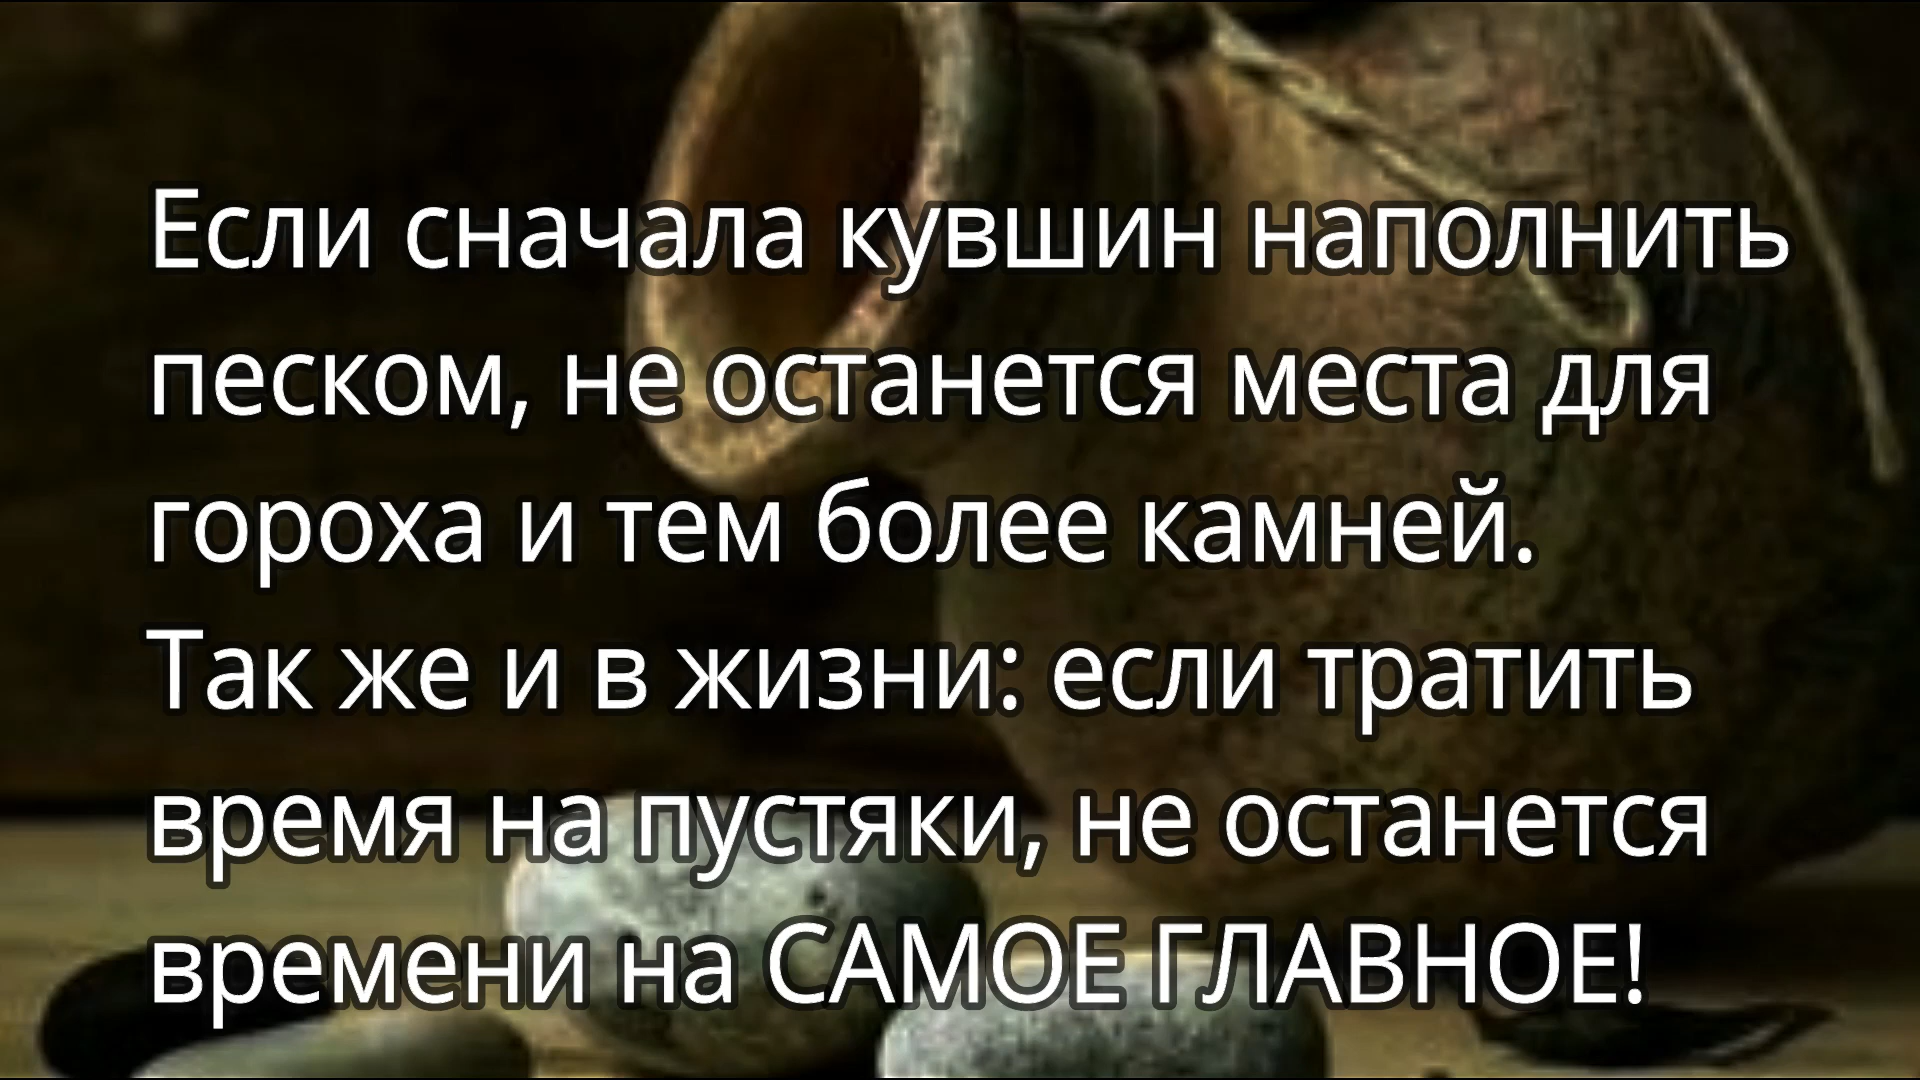 Если сначала кувшин наполнить
песком, не останется места для
гороха и тем более камней.
Так же и в жизни: если тратить
время на пустяки, не останется
времени на САМОЕ ГЛАВНОЕ!